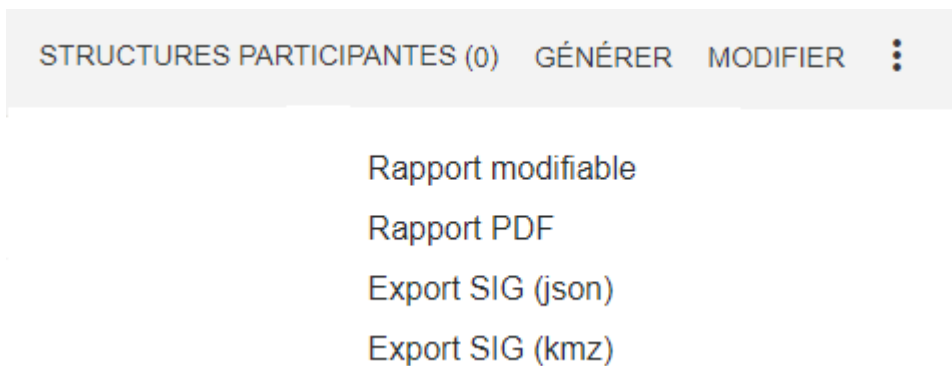 STRUCTURES PARTICIPANTES (0) GÉNÉRER MODIFIER
Rapport modifiable
Rapport PDF
Export SIG (json)
Export SIG (kmz)